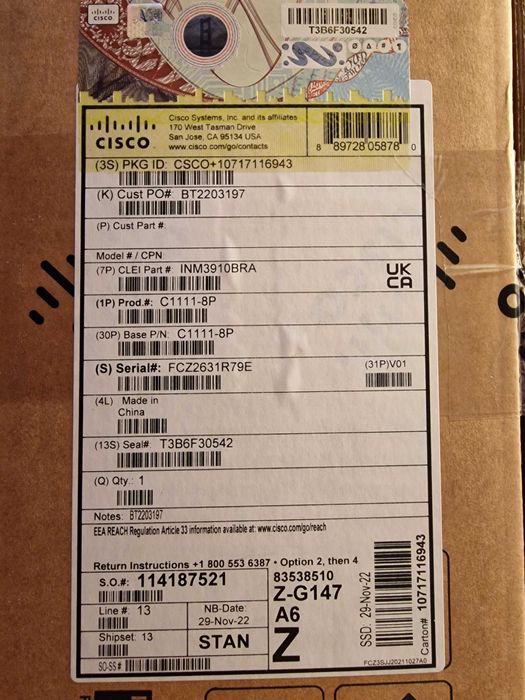 CISCO
T3B6F30542
CISCO
Cisco Systems, Inc. and its affiliates
170 West Tasman Drive
San Jose, CA 95134 USA
www.cisco.com/go/contacts
8 89728 05878 0
(3S) PKG ID: CSCO+10717116943
(K) Cust PO#: BT2203197
(P) Cust Part #:
Model # / CPN
(7P) CLEI Part # INM3910BRA
UK
CA
(1P) Prod.#: C1111-8P
(30P) Base P/N: C1111-8P
(S) Serial#: FCZ2631R79E
(31P)V01
(4L) Made in
China
(13S) Seal#: T3B6F30542
(Q) Qty.: 1
Notes: BT2203197
EEA REACH Regulation Article 33 information available at: www.cisco.com/go/reach
Return Instructions +1 800 553 6387 • Option 2, then 4
S.O.#: 114187521
83538510
Z-G147
A6
Z
Line #: 13
NB-Date:
29-Nov-22
Shipset: 13
STAN
SO-SS #
SSD: 29-Nov-22
Carton# 10717116943
FCZ3SJJ20211027A0